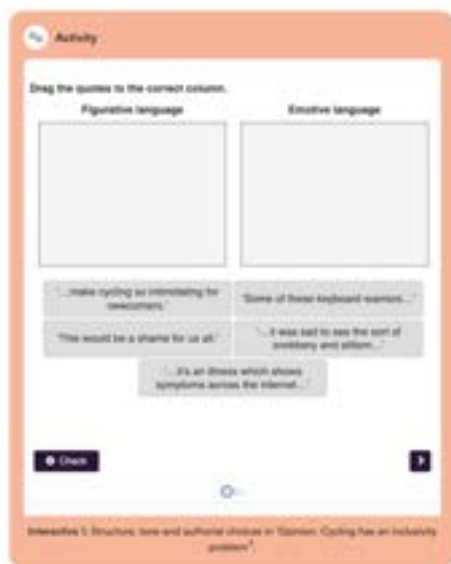 Activity
Drag the quotes to the correct column.
Figurative language
Emotive language
'...make cycling so intimidating for
newcomers.'
'Some of these keyboard warriors...'
'This would be a shame for us all.'
'...it was sad to see the sort of
snobbery and elitism...'
'...it's an illness which shows
symptoms across the internet...'
Check
Interactive 1. Structure, tone and authorial choices in 'Opinion: Cycling has an inclusivity
problem'